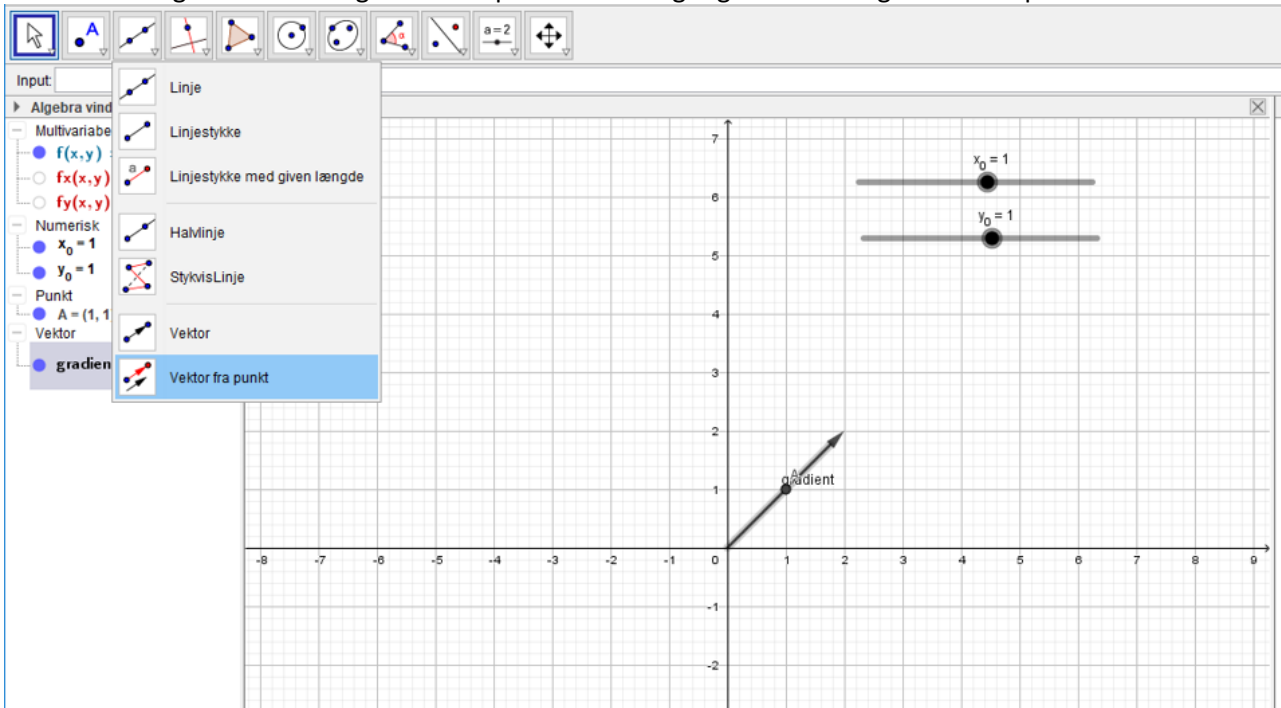 A
a=2
Input:
Algebra vind
Multivariabe
f(x,y)
fx(x,y)
fy(x,y)
Numerisk
x₀ = 1
y₀ = 1
Punkt
A = (1, 1
Vektor
gradien
Linje
Linjestykke
a
Linjestykke med given længde
Halvlinje
StykvisLinje
Vektor
Vektor fra punkt
x₀ = 1
y₀ = 1
7
6
5
4
3
2
1
A
gradient
-8 -7 -6 -5 -4 -3 -2 -1 0 1 2 3 4 5 6 7 8 9
-1
-2